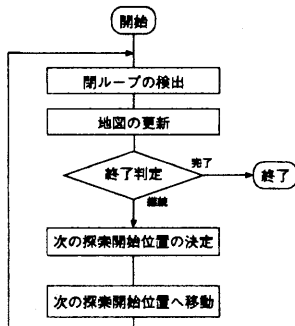 開始
閉ループの検出
地図の更新
終了判定
完了
終了
継続
次の探索開始位置の決定
次の探索開始位置へ移動